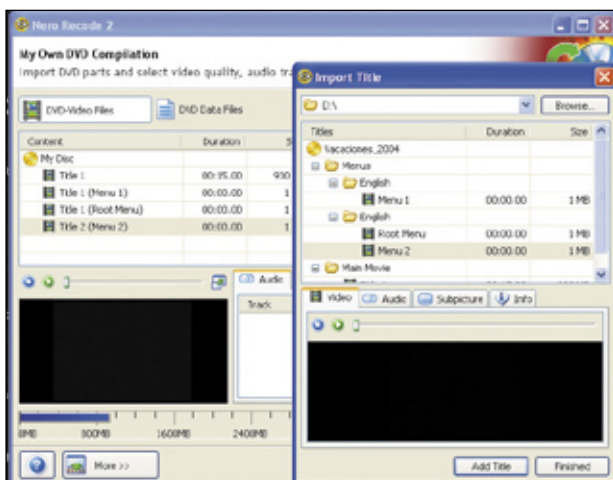 Nero Recode 2
My Own DVD Compilation
Import DVD parts and select video quality, audio tra
DVD-Video Files
DVD Data Files
Content Duration S
My Disc
Title 1 00:15.00 930
Title 1 (Menu 1) 00:00.00 1
Title 1 (Root Menu) 00:00.00 1
Title 2 (Menu 2) 00:00.00 1
Audio
Track
0MB 800MB 1600MB 2400MB
More >>
Import Title
D:\
Browse...
Titles Duration Size
Vacaciones_2004
Menus
English
Menu 1 00:00.00 1 MB
English
Root Menu 00:00.00 1 MB
Menu 2 00:00.00 1 MB
Main Movie
Video Audio Subpicture Info
Add Title Finished